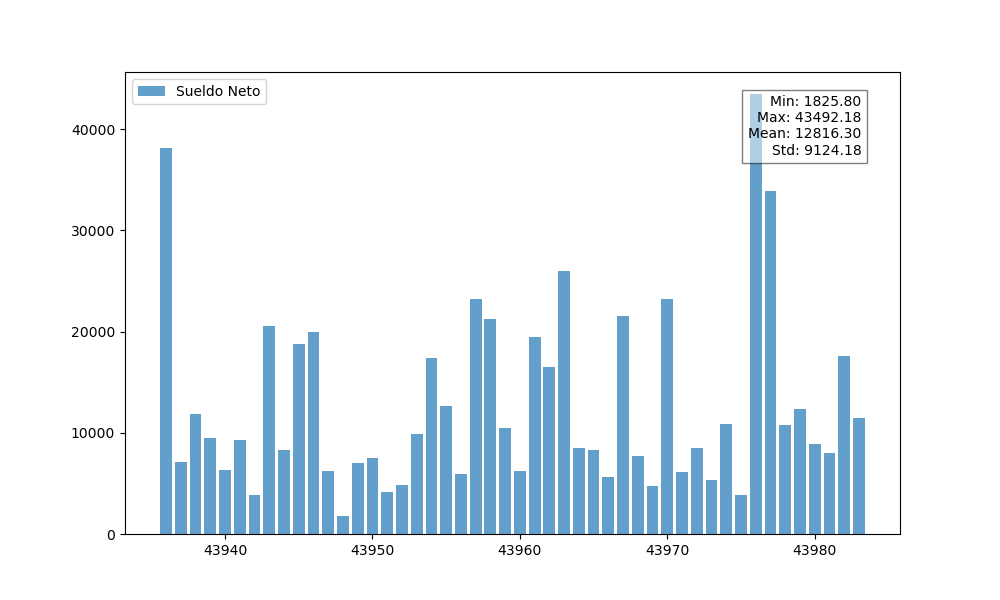 Sueldo Neto
Min: 1825.80
Max: 43492.18
Mean: 12816.30
Std: 9124.18
40000
30000
20000
10000
0
43940 43950 43960 43970 43980